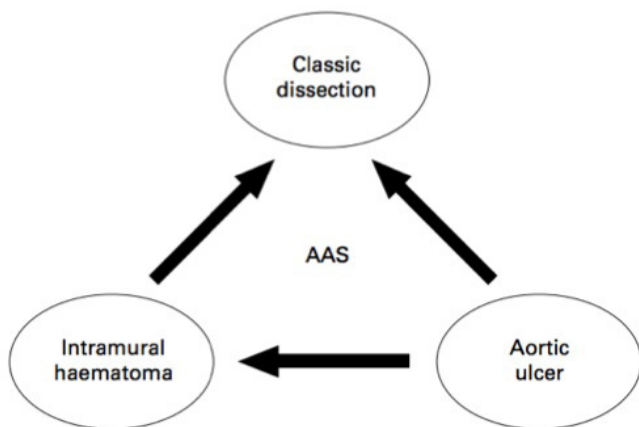 Classic
dissection
AAS
Intramural
haematoma
Aortic
ulcer